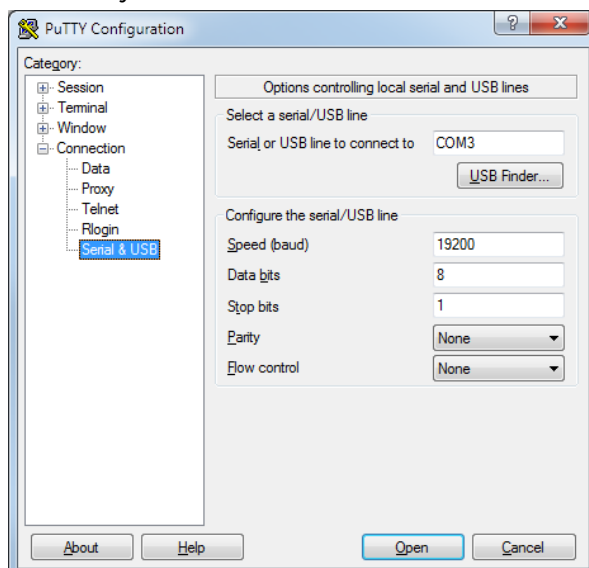 PuTTY Configuration
Category:
Session
Terminal
Window
Connection
Data
Proxy
Telnet
Rlogin
Serial & USB
Options controlling local serial and USB lines
Select a serial/USB line
Serial or USB line to connect to COM3
USB Finder...
Configure the serial/USB line
Speed (baud) 19200
Data bits 8
Stop bits 1
Parity None
Flow control None
About Help Open Cancel